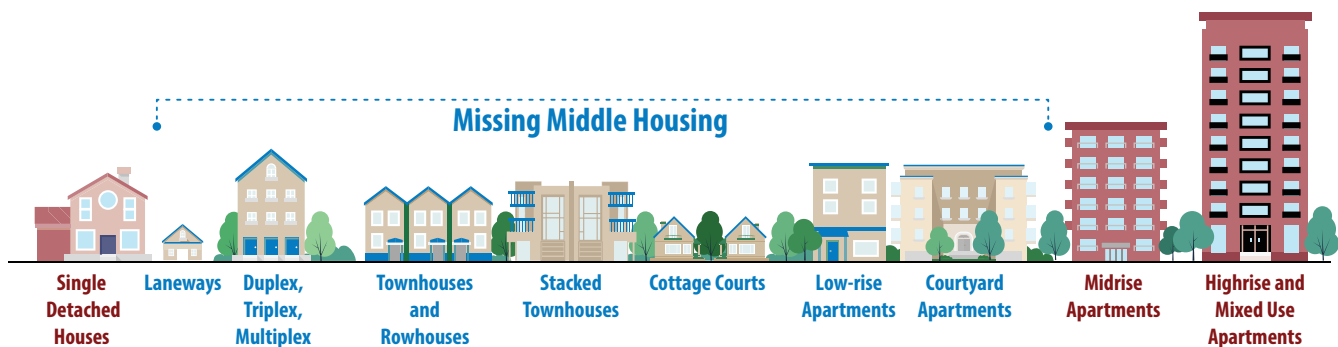 Missing Middle Housing
Single
Detached
Houses
Laneways
Duplex,
Triplex,
Multiplex
Townhouses
and
Rowhouses
Stacked
Townhouses
Cottage Courts
Low-rise
Apartments
Courtyard
Apartments
Midrise
Apartments
Highrise and
Mixed Use
Apartments